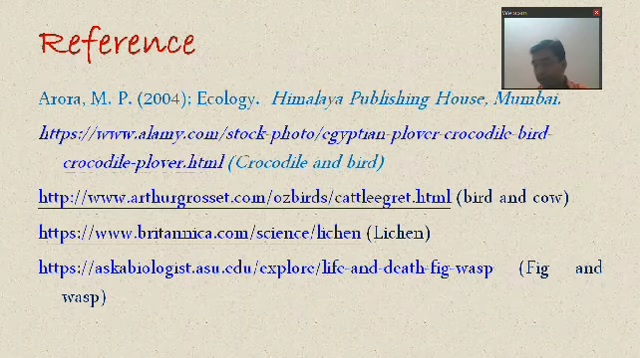 Reference
Arora, M. P. (2004); Ecology. Himalaya Publishing House, Mumbai.
https://www.alamy.com/stock-photo/egyptian-plover-crocodile-bird-
crocodile-plover.html (Crocodile and bird)
http://www.arthurgrosset.com/ozbirds/cattleegret.html (bird and cow)
https://www.britannica.com/science/lichen (Lichen)
https://askabiologist.asu.edu/explore/life-and-death-fig-wasp (Fig and
wasp)